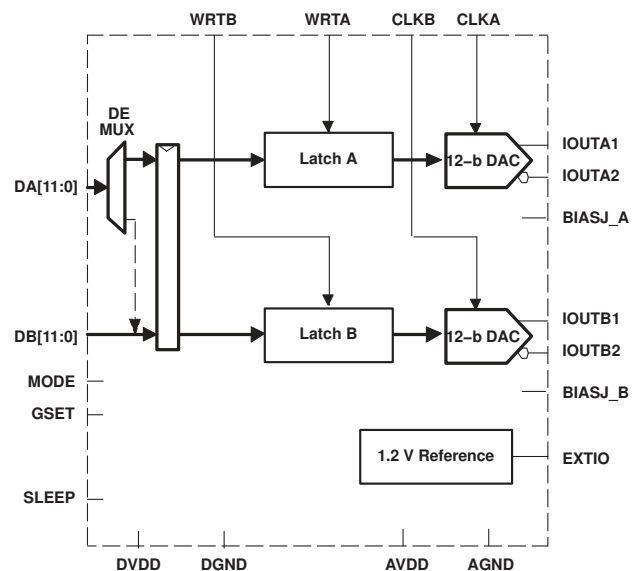 WRTB WRTA CLKB CLKA
DE
MUX
DA[11:0]
Latch A
12–b DAC
IOUTA1
IOUTA2
BIASJ_A
DB[11:0]
Latch B
12–b DAC
IOUTB1
IOUTB2
BIASJ_B
MODE
GSET
1.2 V Reference
EXTIO
SLEEP
DVDD DGND AVDD AGND